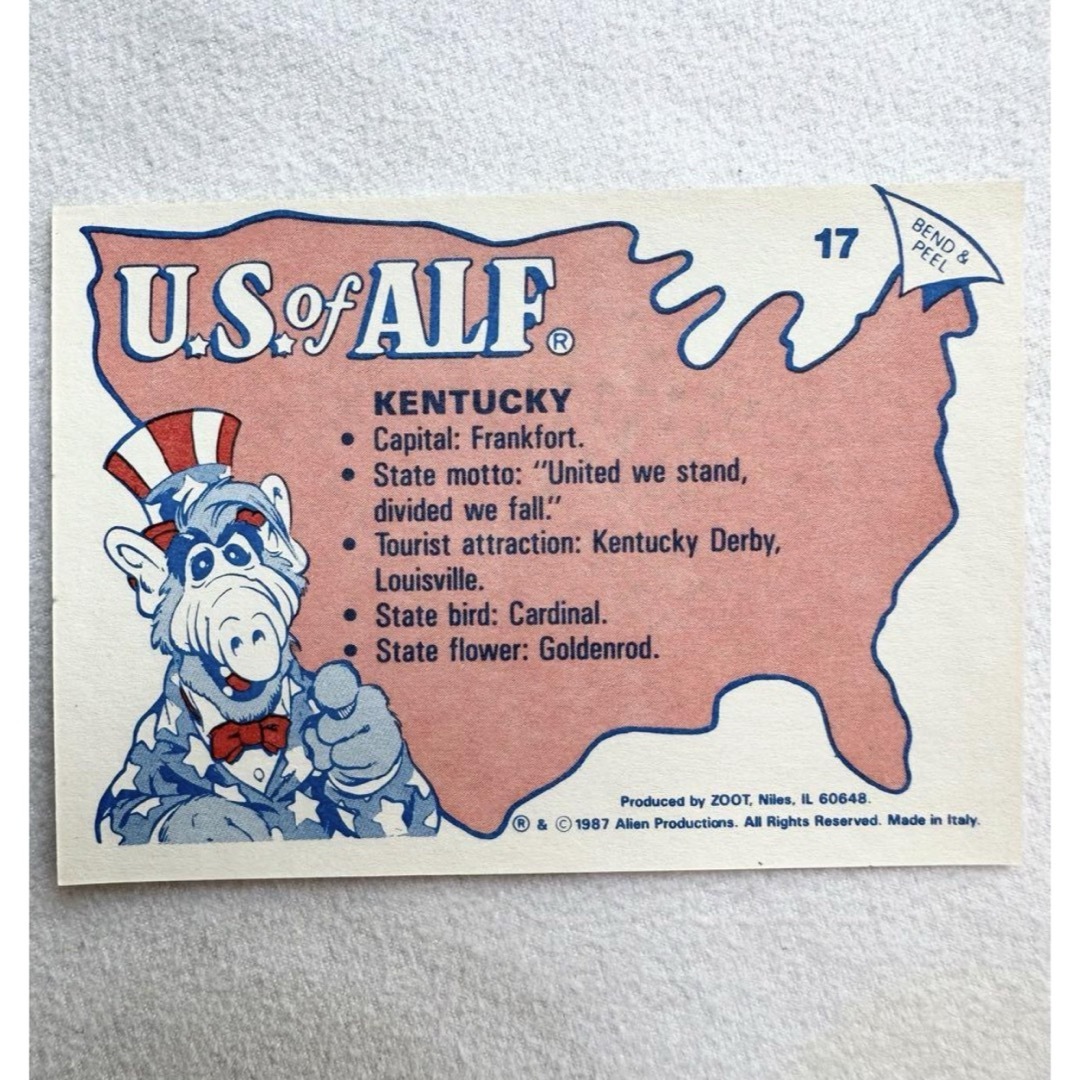 17
BEND &
PEEL
U.S. of ALF®
KENTUCKY
• Capital: Frankfort.
• State motto: "United we stand,
divided we fall."
• Tourist attraction: Kentucky Derby,
Louisville.
• State bird: Cardinal.
• State flower: Goldenrod.
Produced by ZOOT, Niles, IL 60648.
® & © 1987 Alien Productions. All Rights Reserved. Made in Italy.